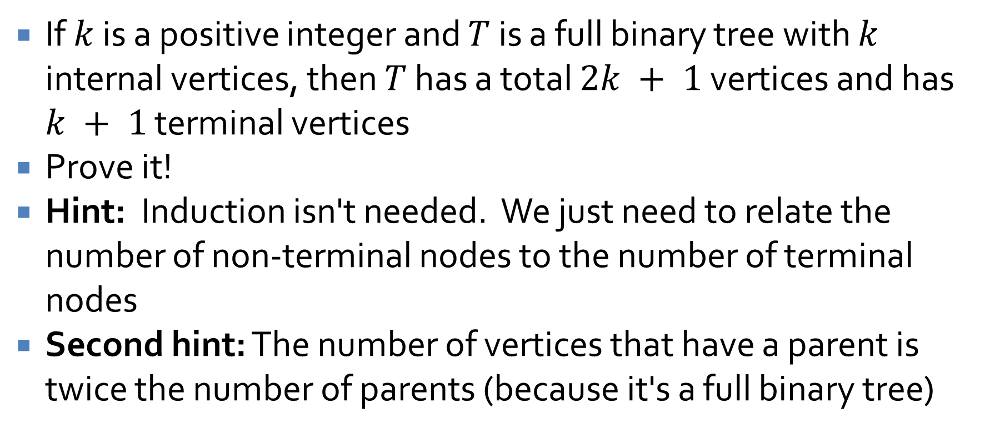 ▪ If k is a positive integer and T is a full binary tree with k
internal vertices, then T has a total 2k + 1 vertices and has
k + 1 terminal vertices
▪ Prove it!
▪ Hint: Induction isn't needed. We just need to relate the
number of non-terminal nodes to the number of terminal
nodes
▪ Second hint: The number of vertices that have a parent is
twice the number of parents (because it's a full binary tree)